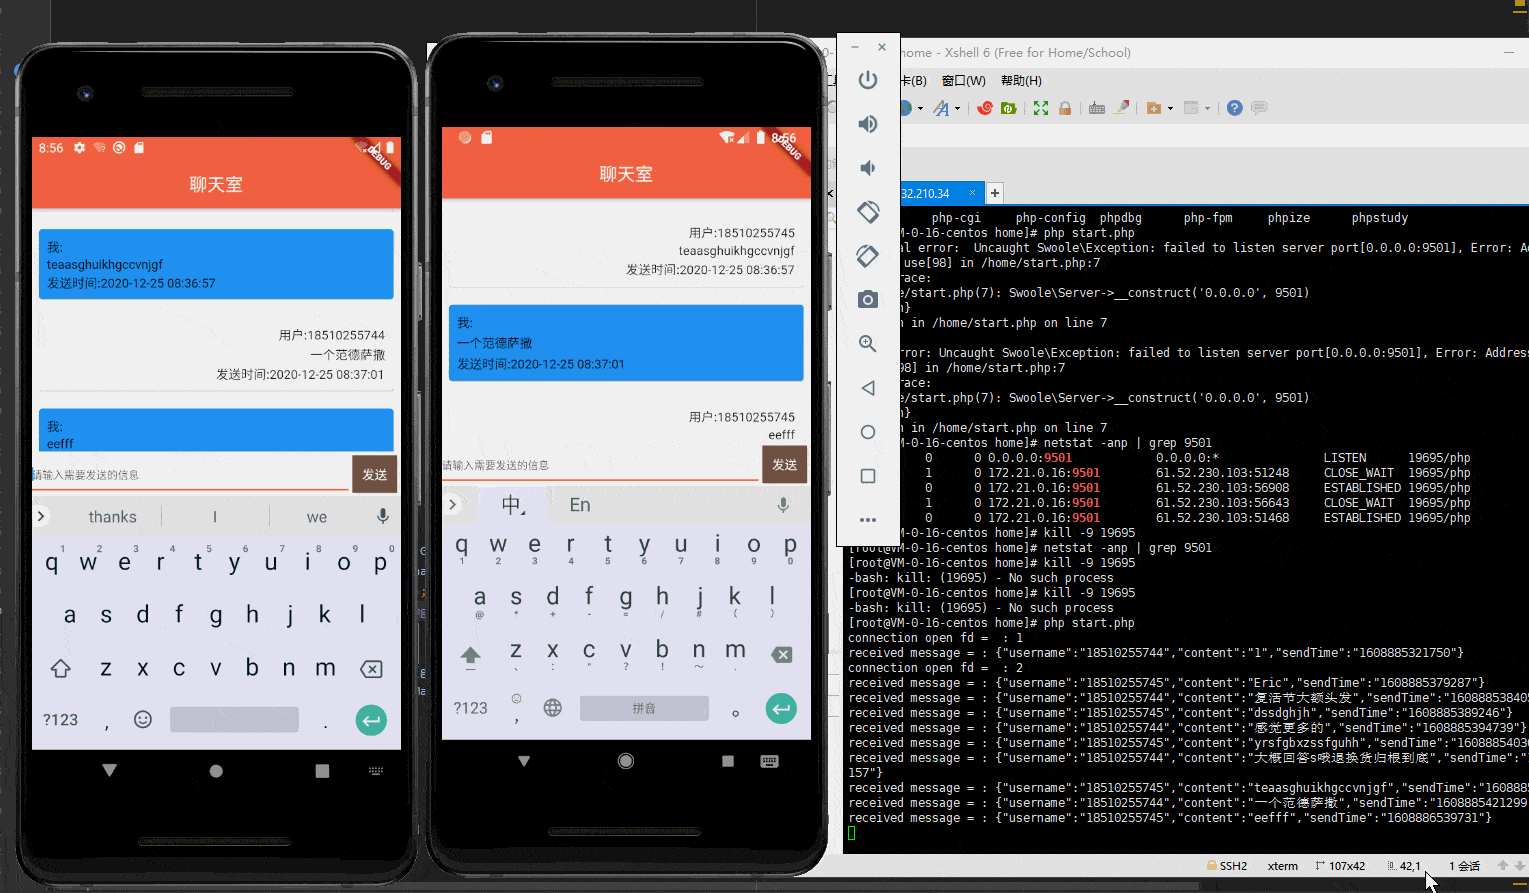 8:56
DEBUG
聊天室
我:
teaasghuikhgccvnjgf
发送时间:2020-12-25 08:36:57
用户:18510255744
一个范德萨撒
发送时间:2020-12-25 08:37:01
我:
eefff
请输入需要发送的信息
发送
thanks
I
we
1 2 3 4 5 6 7 8 9 0
q w e r t y u i o p
a s d f g h j k l
z x c v b n m
?123 , .
8:56
DEBUG
聊天室
用户:18510255745
teaasghuikhgccvnjgf
发送时间:2020-12-25 08:36:57
我:
一个范德萨撒
发送时间:2020-12-25 08:37:01
用户:18510255745
eefff
请输入需要发送的信息
发送
中
En
q w e r t y u i o p
1 2 3 4 5 6 7 8 9 0
a s d f g h j k l
@ * + - = / # ( )
z x c v b n m
?123 , 拼音 。
home - Xshell 6 (Free for Home/School)
卡(B) 窗口(W) 帮助(H)
32.210.34
php-cgi php-config phpdbg php-fpm phpize phpstudy
M-0-16-centos home]# php start.php
al error: Uncaught Swoole\Exception: failed to listen server port[0.0.0.0:9501], Error: A
use[98] in /home/start.php:7
race:
e/start.php(7): Swoole\Server->__construct('0.0.0.0', 9501)
n}
n in /home/start.php on line 7
rror: Uncaught Swoole\Exception: failed to listen server port[0.0.0.0:9501], Error: Address
98] in /home/start.php:7
race:
e/start.php(7): Swoole\Server->__construct('0.0.0.0', 9501)
n}
n in /home/start.php on line 7
M-0-16-centos home]# netstat -anp | grep 9501
0 0 0.0.0.0:9501 0.0.0.0:* LISTEN 19695/php
1 0 172.21.0.16:9501 61.52.230.103:51248 CLOSE_WAIT 19695/php
0 0 172.21.0.16:9501 61.52.230.103:56908 ESTABLISHED 19695/php
1 0 172.21.0.16:9501 61.52.230.103:56643 CLOSE_WAIT 19695/php
0 0 172.21.0.16:9501 61.52.230.103:51468 ESTABLISHED 19695/php
M-0-16-centos home]# kill -9 19695
[root@VM-0-16-centos home]# netstat -anp | grep 9501
[root@VM-0-16-centos home]# kill -9 19695
-bash: kill: (19695) - No such process
[root@VM-0-16-centos home]# kill -9 19695
-bash: kill: (19695) - No such process
[root@VM-0-16-centos home]# php start.php
connection open fd = : 1
received message = : {"username":"18510255744","content":"1","sendTime":"1608885321750"}
connection open fd = : 2
received message = : {"username":"18510255745","content":"Eric","sendTime":"1608885379287"}
received message = : {"username":"18510255744","content":"复活节大额头发","sendTime":"160888538405
received message = : {"username":"18510255745","content":"dssdghjh","sendTime":"1608885389246"}
received message = : {"username":"18510255744","content":"感觉更多的","sendTime":"1608885394739"}
received message = : {"username":"18510255745","content":"yrsfgbxzssfguhh","sendTime":"160888540303
received message = : {"username":"18510255744","content":"大概回答s哦退换货归根到底","sendTime":"
157"}
received message = : {"username":"18510255745","content":"teaasghuikhgccvnjgf","sendTime":"160888
received message = : {"username":"18510255744","content":"一个范德萨撒","sendTime":"1608885421299
received message = : {"username":"18510255745","content":"eefff","sendTime":"1608886539731"}
SSH2 xterm 107x42 42,1 1 会话